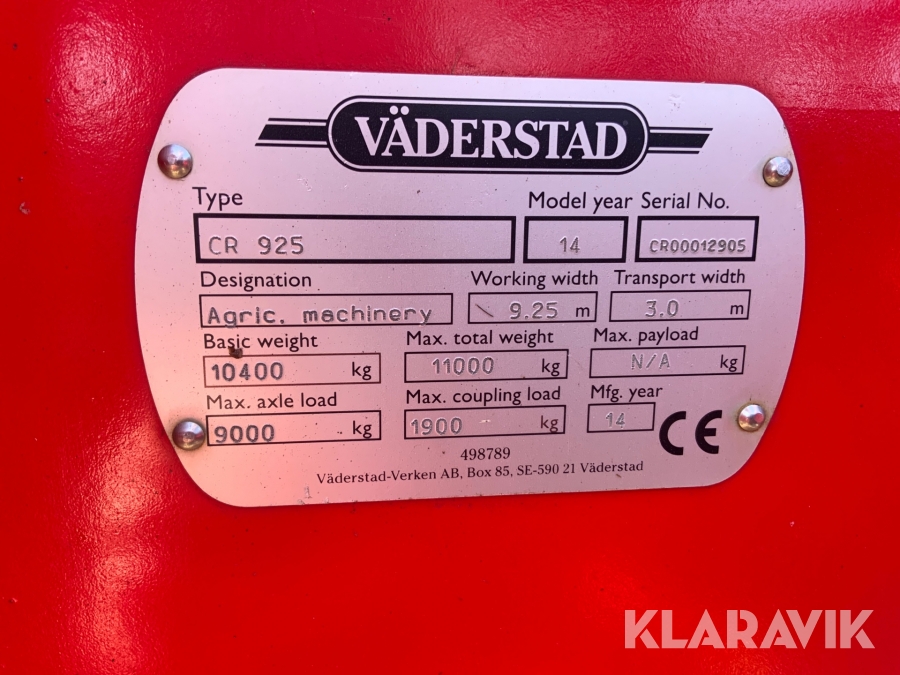 VÄDERSTAD
Type Model year Serial No.
CR 925 14 CR00012905
Designation Working width Transport width
Agric. machinery 9.25 m 3.0 m
Basic weight Max. total weight Max. payload
10400 kg 11000 kg N/A kg
Max. axle load Max. coupling load Mfg. year
9000 kg 1900 kg 14 CE
498789
Väderstad-Verken AB, Box 85, SE-590 21 Väderstad
KLARAVIK